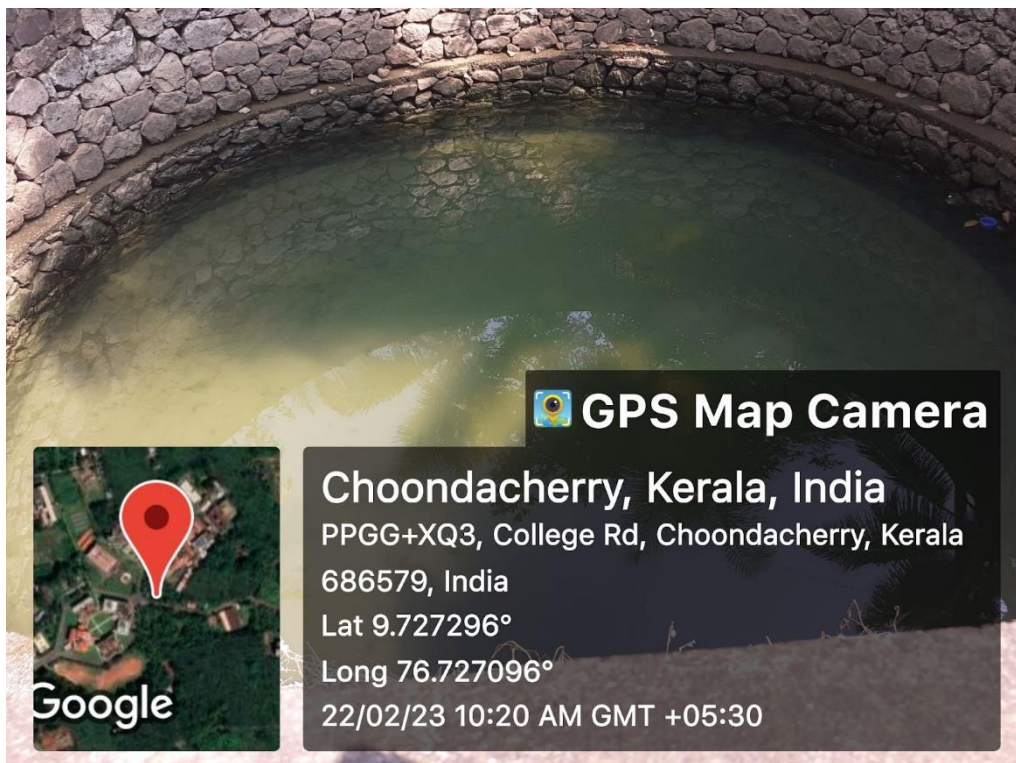 GPS Map Camera
Choondacherry, Kerala, India
PPGG+XQ3, College Rd, Choondacherry, Kerala
686579, India
Lat 9.727296°
Long 76.727096°
22/02/23 10:20 AM GMT +05:30
Google